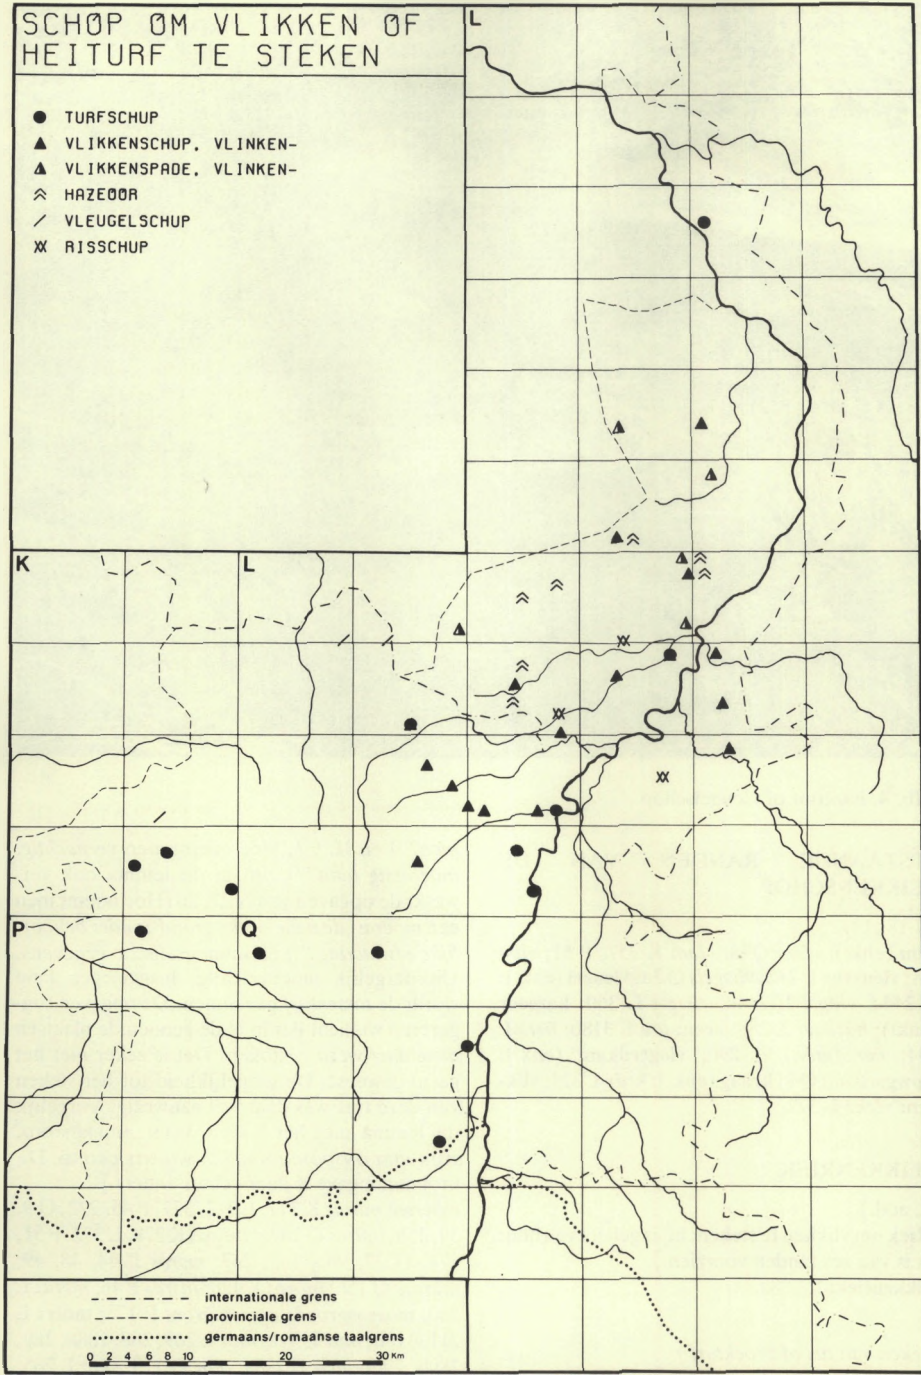 SCHOP OM VLIKKEN OF
HEITURF TE STEKEN
TURFSCHUP
VLIKKENSCHUP, VLINKEN-
VLIKKENSPADE, VLINKEN-
HAZEOOR
VLEUGELSCHUP
RISSCHUP
L
K
L
P
Q
internationale grens
provinciale grens
germaans/romaanse taalgrens
0 2 4 6 8 10 20 30 Km